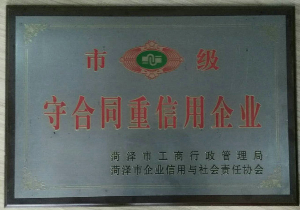 市 级
守合同重信用企业
菏泽市工商行政管理局
菏泽市企业信用与社会责任协会